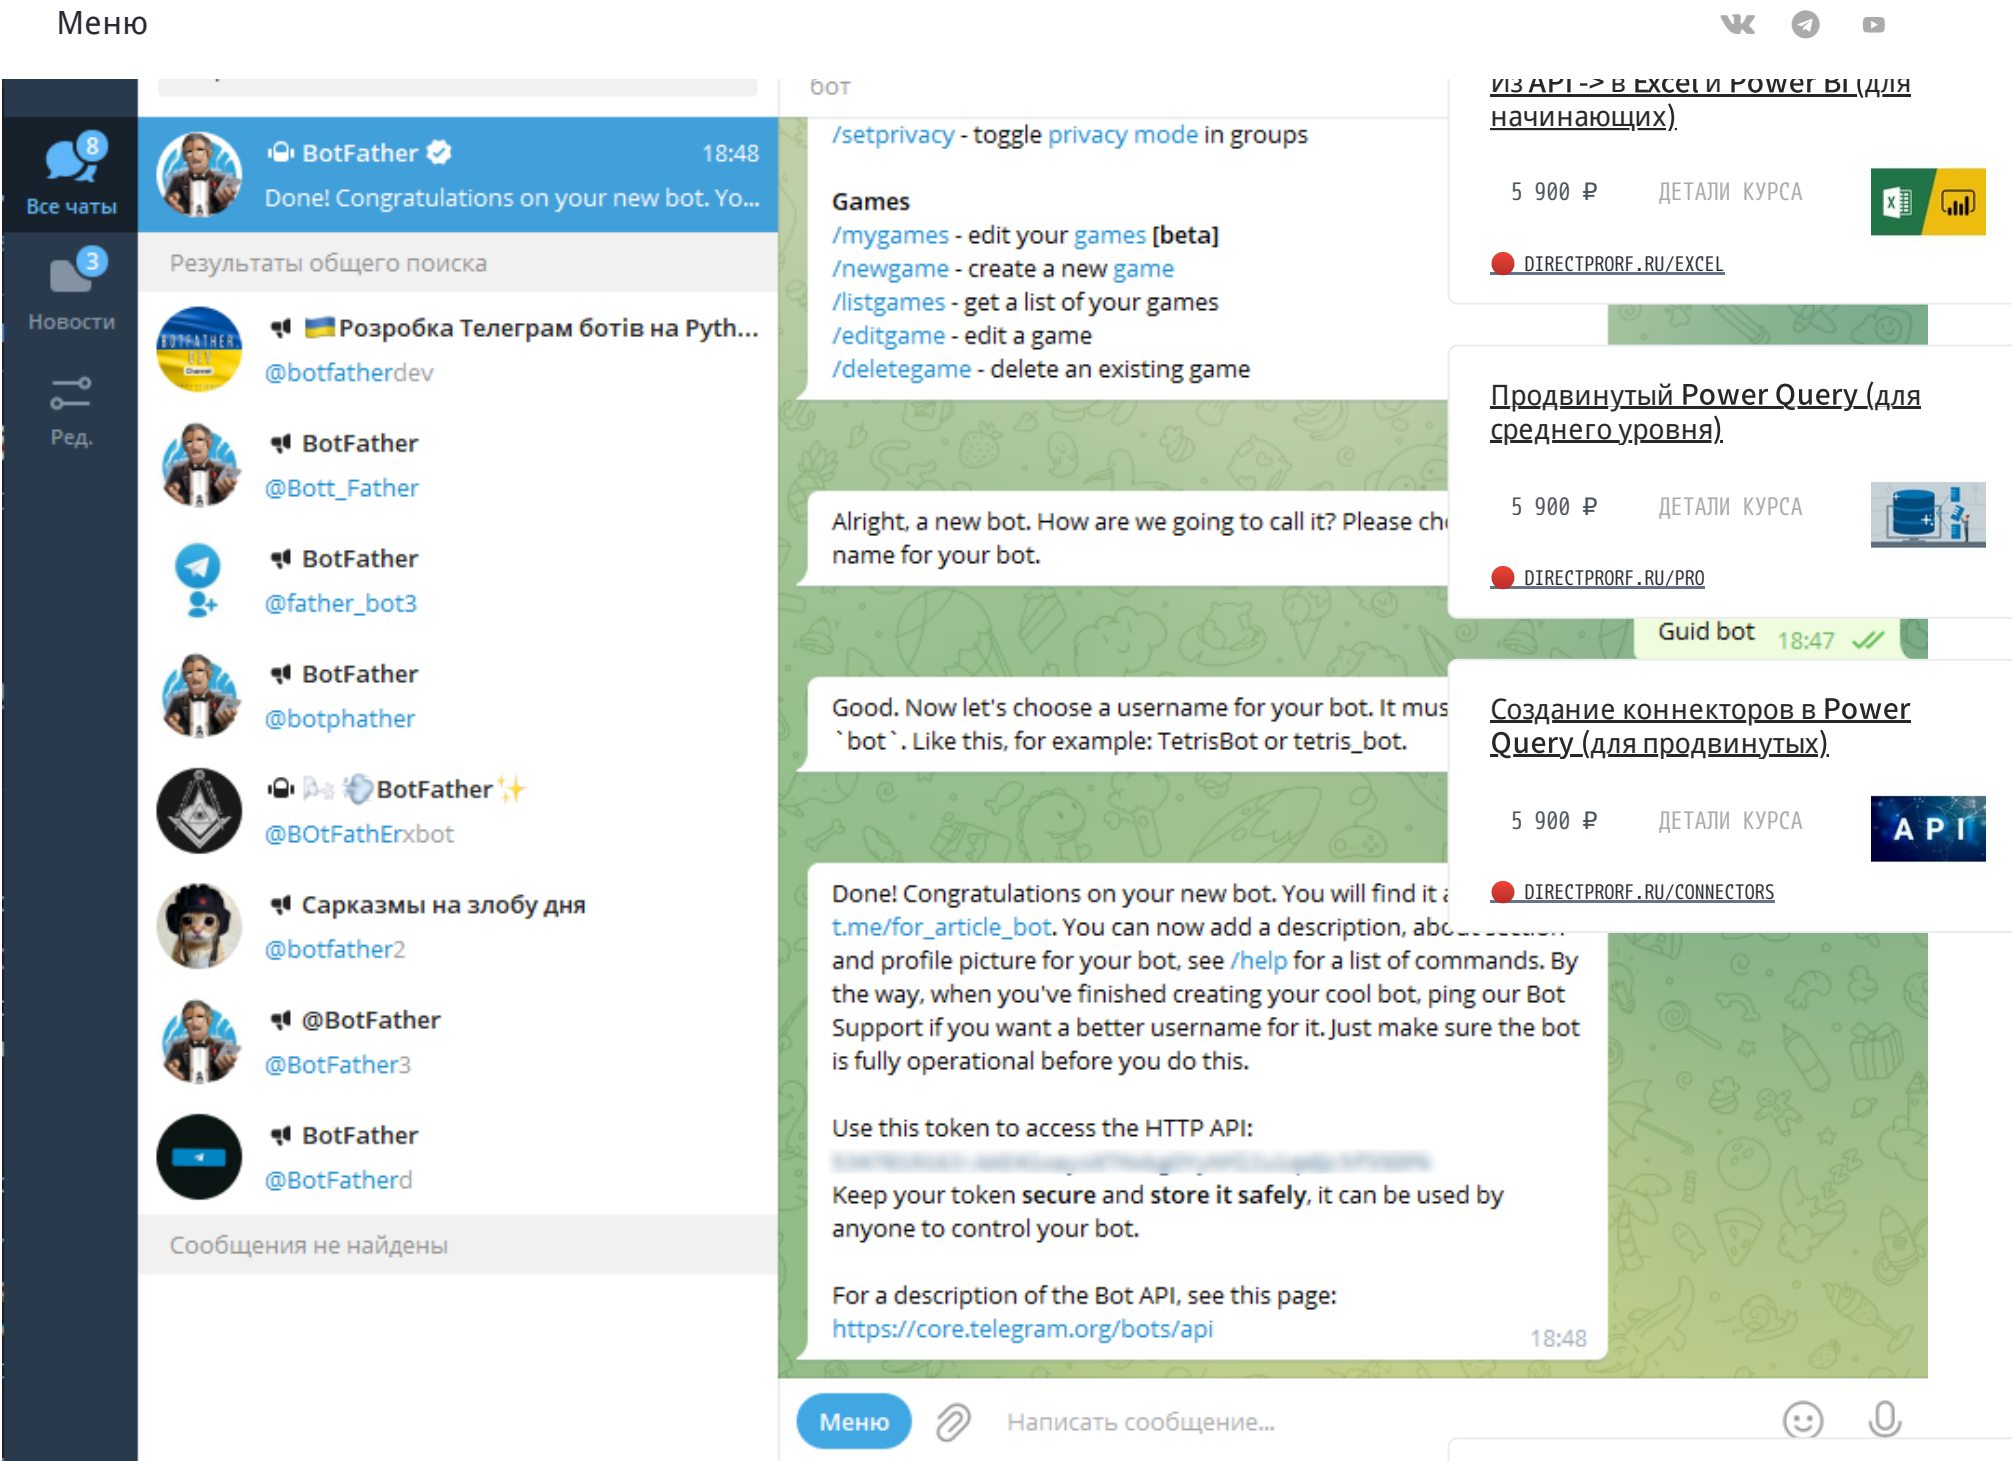 Меню
Все чаты
8
Новости
3
Ред.
BotFather 18:48
Done! Congratulations on your new bot. Yo...
Результаты общего поиска
Розробка Телеграм ботів на Pyth...
@botfatherdev
BotFather
@Bott_Father
BotFather
@father_bot3
BotFather
@botphather
BotFather
@BOtFathErxbot
Сарказмы на злобу дня
@botfather2
@BotFather
@BotFather3
BotFather
@BotFatherd
Сообщения не найдены
бот
/setprivacy - toggle privacy mode in groups
Games
/mygames - edit your games [beta]
/newgame - create a new game
/listgames - get a list of your games
/editgame - edit a game
/deletegame - delete an existing game
Alright, a new bot. How are we going to call it? Please
name for your bot.
Guid bot 18:47
Good. Now let's choose a username for your bot. It
`bot`. Like this, for example: TetrisBot or tetris_bot.
Done! Congratulations on your new bot. You will find it
t.me/for_article_bot. You can now add a description, about section
and profile picture for your bot, see /help for a list of commands. By
the way, when you've finished creating your cool bot, ping our Bot
Support if you want a better username for it. Just make sure the bot
is fully operational before you do this.
Use this token to access the HTTP API:
Keep your token secure and store it safely, it can be used by
anyone to control your bot.
For a description of the Bot API, see this page:
https://core.telegram.org/bots/api
18:48
Меню
Написать сообщение...
Из API -> в Excel и Power BI (для
начинающих)
5 900 ₽ ДЕТАЛИ КУРСА
DIRECTPRORF.RU/EXCEL
Продвинутый Power Query (для
среднего уровня)
5 900 ₽ ДЕТАЛИ КУРСА
DIRECTPRORF.RU/PRO
Создание коннекторов в Power
Query (для продвинутых)
5 900 ₽ ДЕТАЛИ КУРСА
API
DIRECTPRORF.RU/CONNECTORS